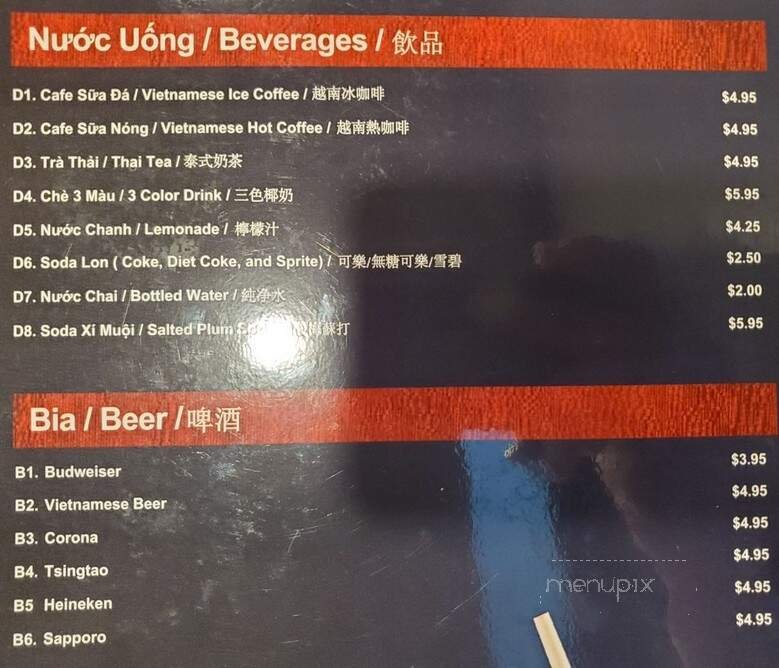 Nước Uống / Beverages / 飲品
D1. Cafe Sữa Đá / Vietnamese Ice Coffee / 越南冰咖啡 $4.95
D2. Cafe Sữa Nóng / Vietnamese Hot Coffee / 越南熱咖啡 $4.95
D3. Trà Thải / Thai Tea / 泰式奶茶 $4.95
D4. Chè 3 Màu / 3 Color Drink / 三色椰奶 $5.95
D5. Nước Chanh / Lemonade / 檸檬汁 $4.25
D6. Soda Lon ( Coke, Diet Coke, and Sprite) / 可樂/無糖可樂/雪碧 $2.50
D7. Nước Chai / Bottled Water / 純净水 $2.00
D8. Soda Xí Muội / Salted Plum 蘇打 $5.95
Bia / Beer / 啤酒
B1. Budweiser $3.95
B2. Vietnamese Beer $4.95
B3. Corona $4.95
B4. Tsingtao $4.95
B5 Heineken $4.95
B6. Sapporo $4.95
menupix